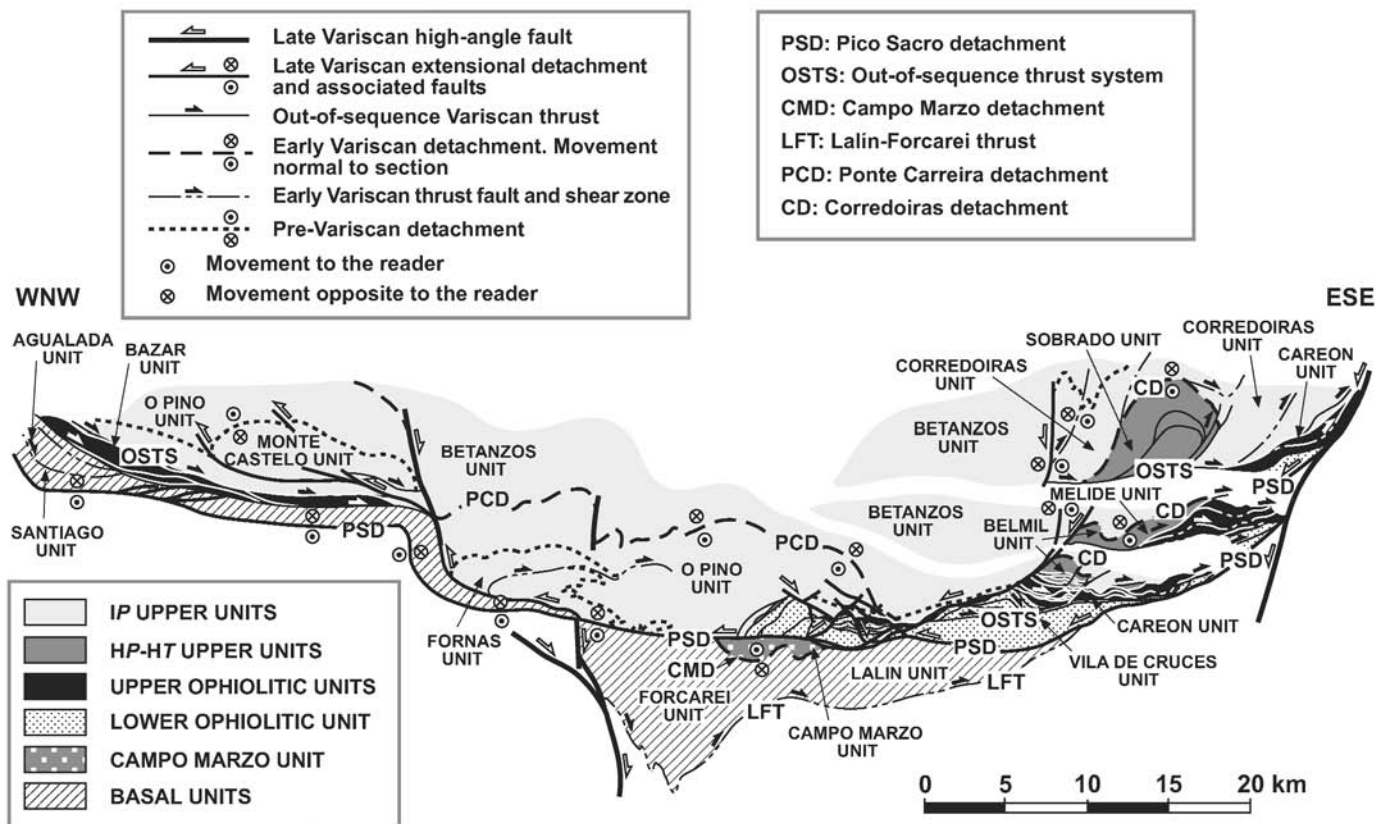 Late Variscan high-angle fault
Late Variscan extensional detachment
and associated faults
Out-of-sequence Variscan thrust
Early Variscan detachment. Movement
normal to section
Early Variscan thrust fault and shear zone
Pre-Variscan detachment
Movement to the reader
Movement opposite to the reader
PSD: Pico Sacro detachment
OSTS: Out-of-sequence thrust system
CMD: Campo Marzo detachment
LFT: Lalín-Forcarei thrust
PCD: Ponte Carreira detachment
CD: Corredoiras detachment
WNW
ESE
AGUALADA
UNIT
BAZAR
UNIT
O PINO
UNIT
MONTE
CASTELO UNIT
OSTS
SANTIAGO
UNIT
PSD
BETANZOS
UNIT
PCD
FORNAS
UNIT
O PINO
UNIT
PCD
PSD
CMD
FORCAREI
UNIT
LFT
CAMPO MARZO
UNIT
LALIN UNIT
LFT
PSD
OSTS
VILA DE CRUCES
UNIT
CAREON UNIT
CORREDOIRAS
UNIT
SOBRADO UNIT
CORREDOIRAS
UNIT
CAREON
UNIT
CD
BETANZOS
UNIT
OSTS
PSD
MELIDE UNIT
CD
BETANZOS
UNIT
BELMIL
UNIT
CD
PSD
IP UPPER UNITS
HP-HT UPPER UNITS
UPPER OPHIOLITIC UNITS
LOWER OPHIOLITIC UNIT
CAMPO MARZO UNIT
BASAL UNITS
0 5 10 15 20 km